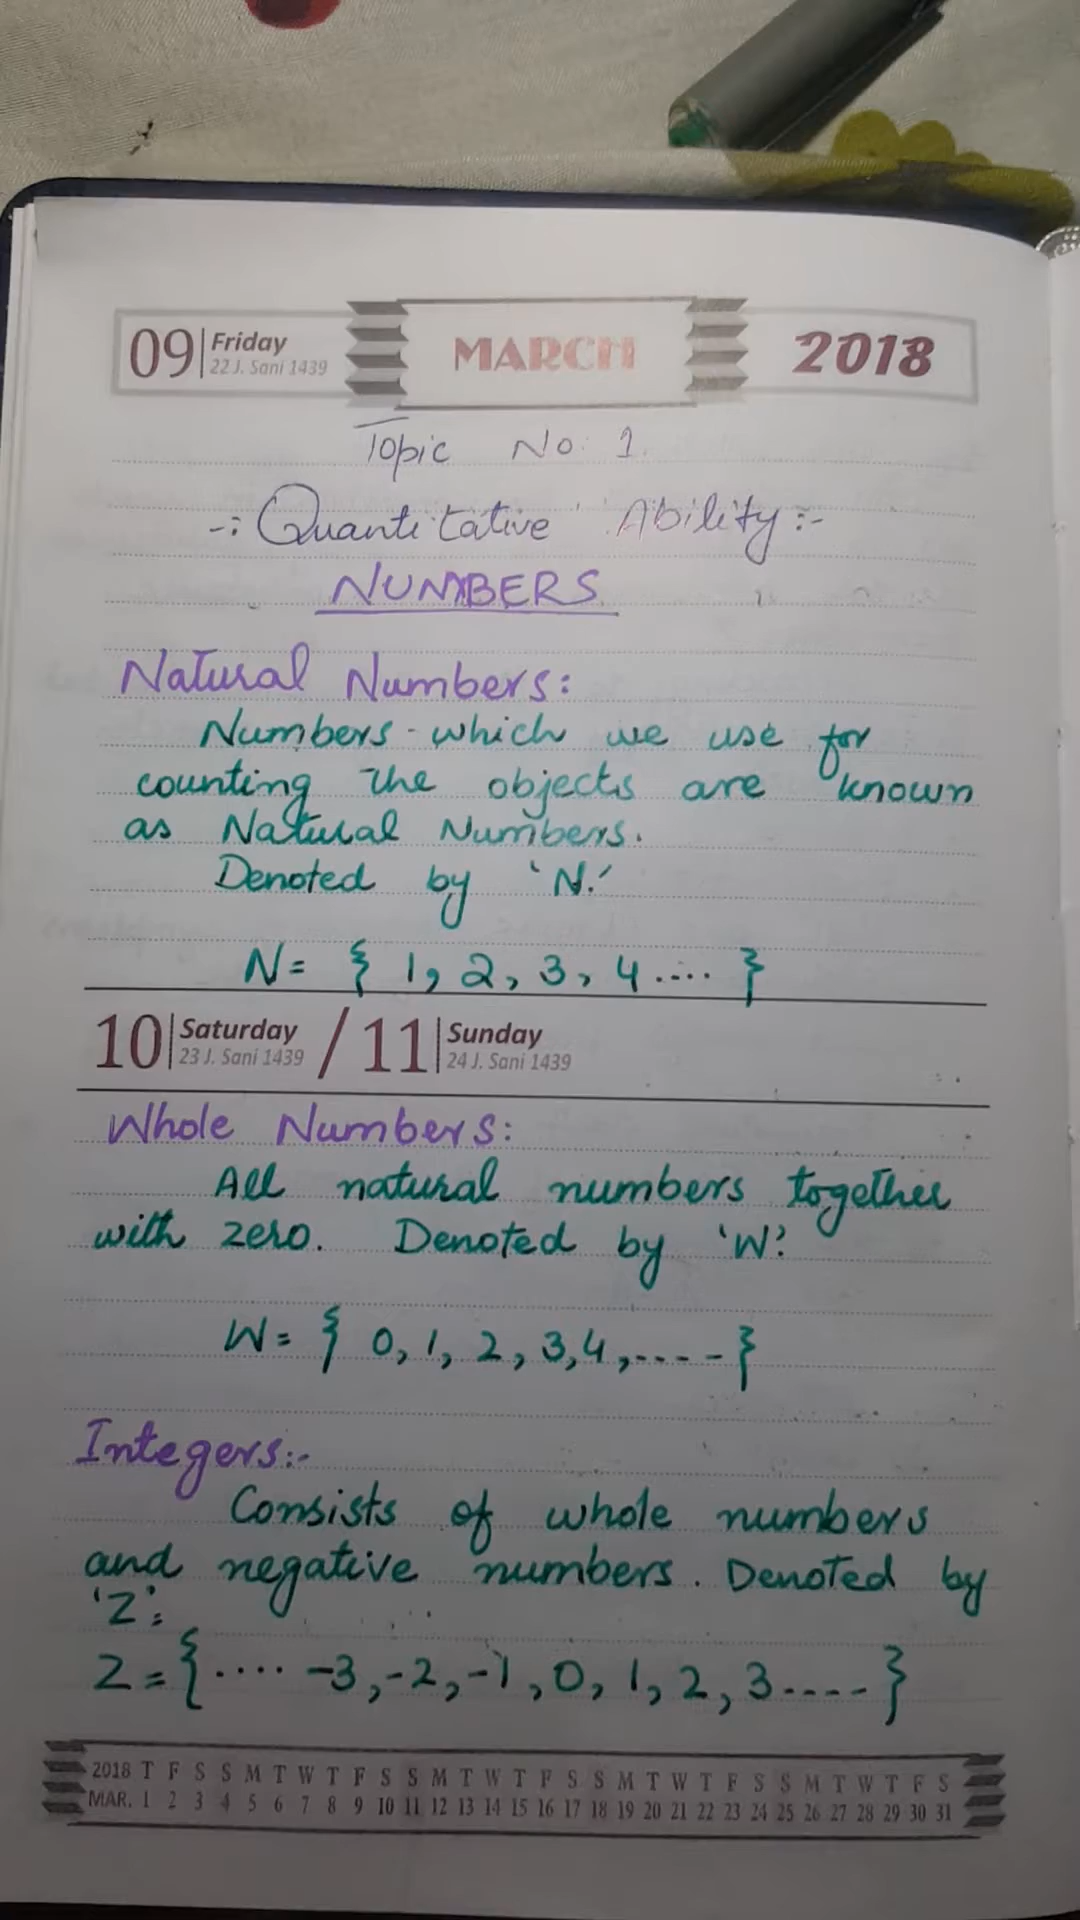 09 Friday MARCH 2018
22 J. Sani 1439
Topic No: 1.
-: Quantitative Ability :-
NUMBERS
Natural Numbers:
Numbers which we use for
counting the objects are known
as Natural Numbers.
Denoted by 'N.'
N = { 1, 2, 3, 4 .... }
10 Saturday / 11 Sunday
23 J. Sani 1439 24 J. Sani 1439
Whole Numbers:
All natural numbers together
with zero. Denoted by 'W'.
W = { 0, 1, 2, 3, 4, ----- }
Integers:-
Consists of whole numbers
and negative numbers. Denoted by
'Z':
Z = { .... -3, -2, -1, 0, 1, 2, 3 ---- }
2018 T F S S M T W T F S S M T W T F S S M T W T F S S M T W T F S
MAR. 1 2 3 4 5 6 7 8 9 10 11 12 13 14 15 16 17 18 19 20 21 22 23 24 25 26 27 28 29 30 31